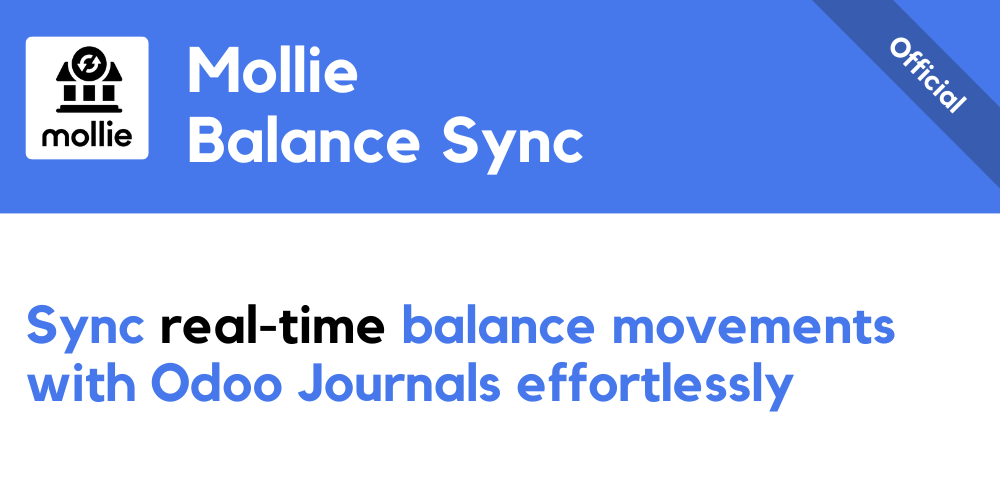 mollie
Mollie
Balance Sync
Official
Sync real-time balance movements
with Odoo Journals effortlessly